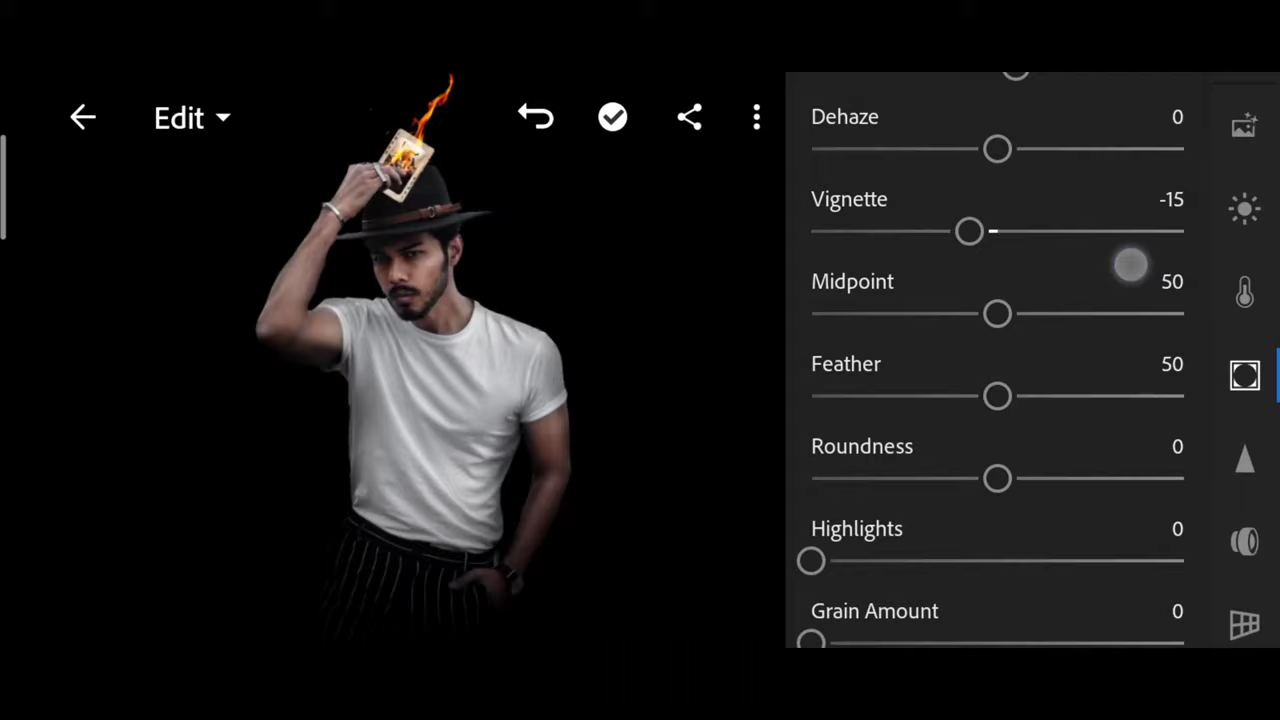 Edit
Dehaze 0
Vignette -15
Midpoint 50
Feather 50
Roundness 0
Highlights 0
Grain Amount 0